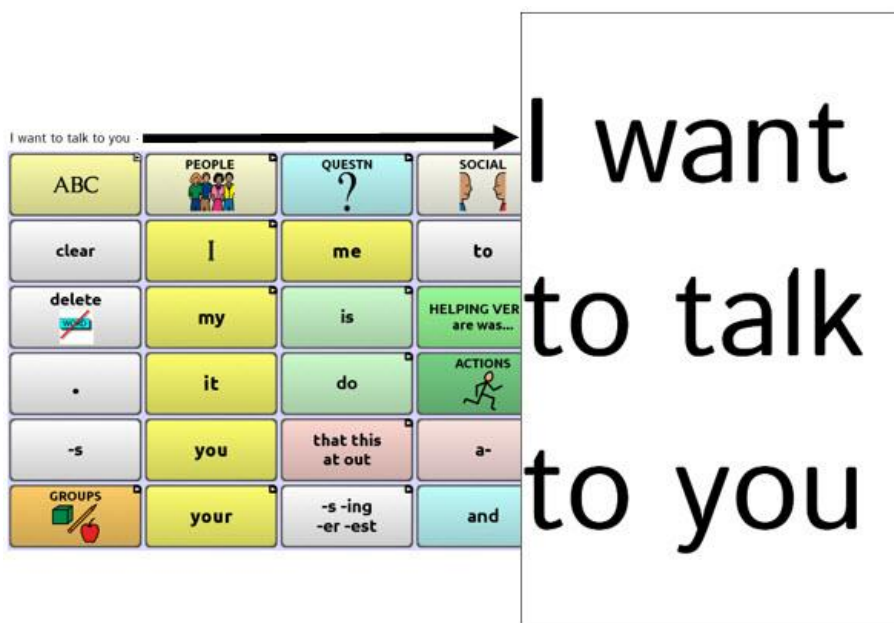 I want to talk to you -
ABC
PEOPLE
QUESTN
?
SOCIAL
clear
I
me
to
delete
WORD
my
is
HELPING VER
are was...
.
it
do
ACTIONS
-s
you
that this
at out
a-
GROUPS
your
-s -ing
-er -est
and
I want
to talk
to you